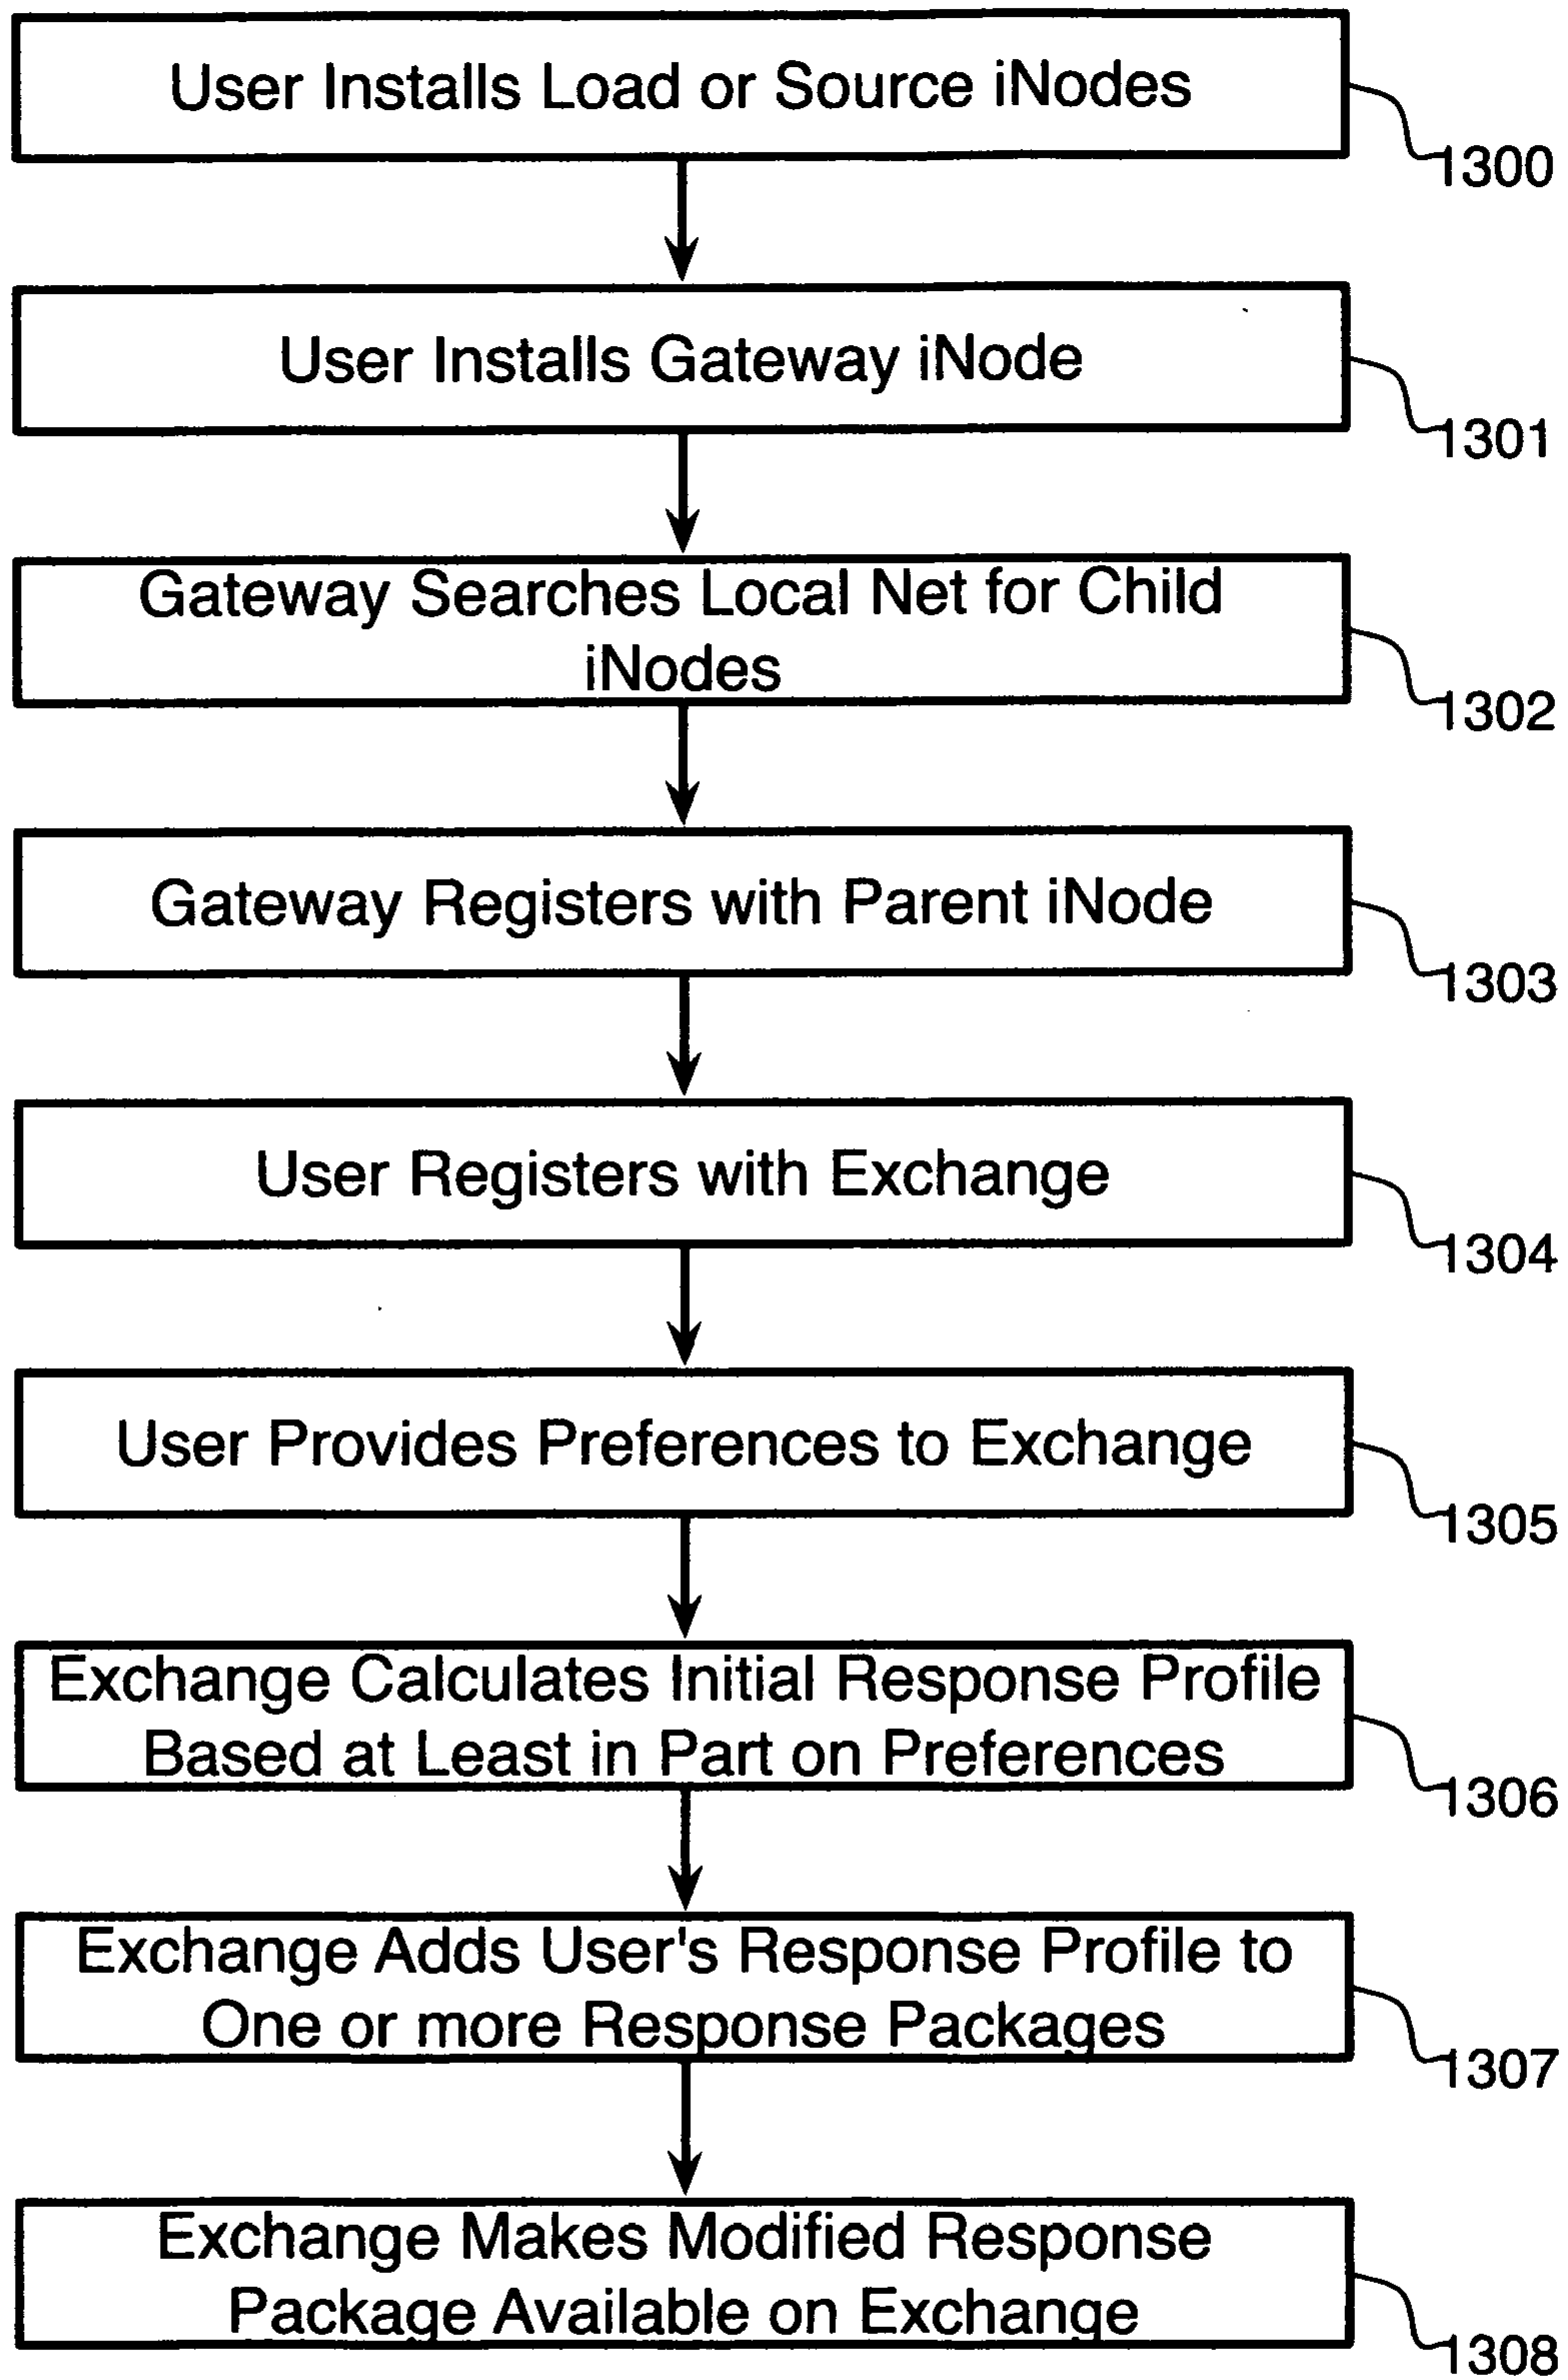 User Installs Load or Source iNodes
1300
User Installs Gateway iNode
1301
Gateway Searches Local Net for Child
iNodes
1302
Gateway Registers with Parent iNode
1303
User Registers with Exchange
1304
User Provides Preferences to Exchange
1305
Exchange Calculates Initial Response Profile
Based at Least in Part on Preferences
1306
Exchange Adds User's Response Profile to
One or more Response Packages
1307
Exchange Makes Modified Response
Package Available on Exchange
1308